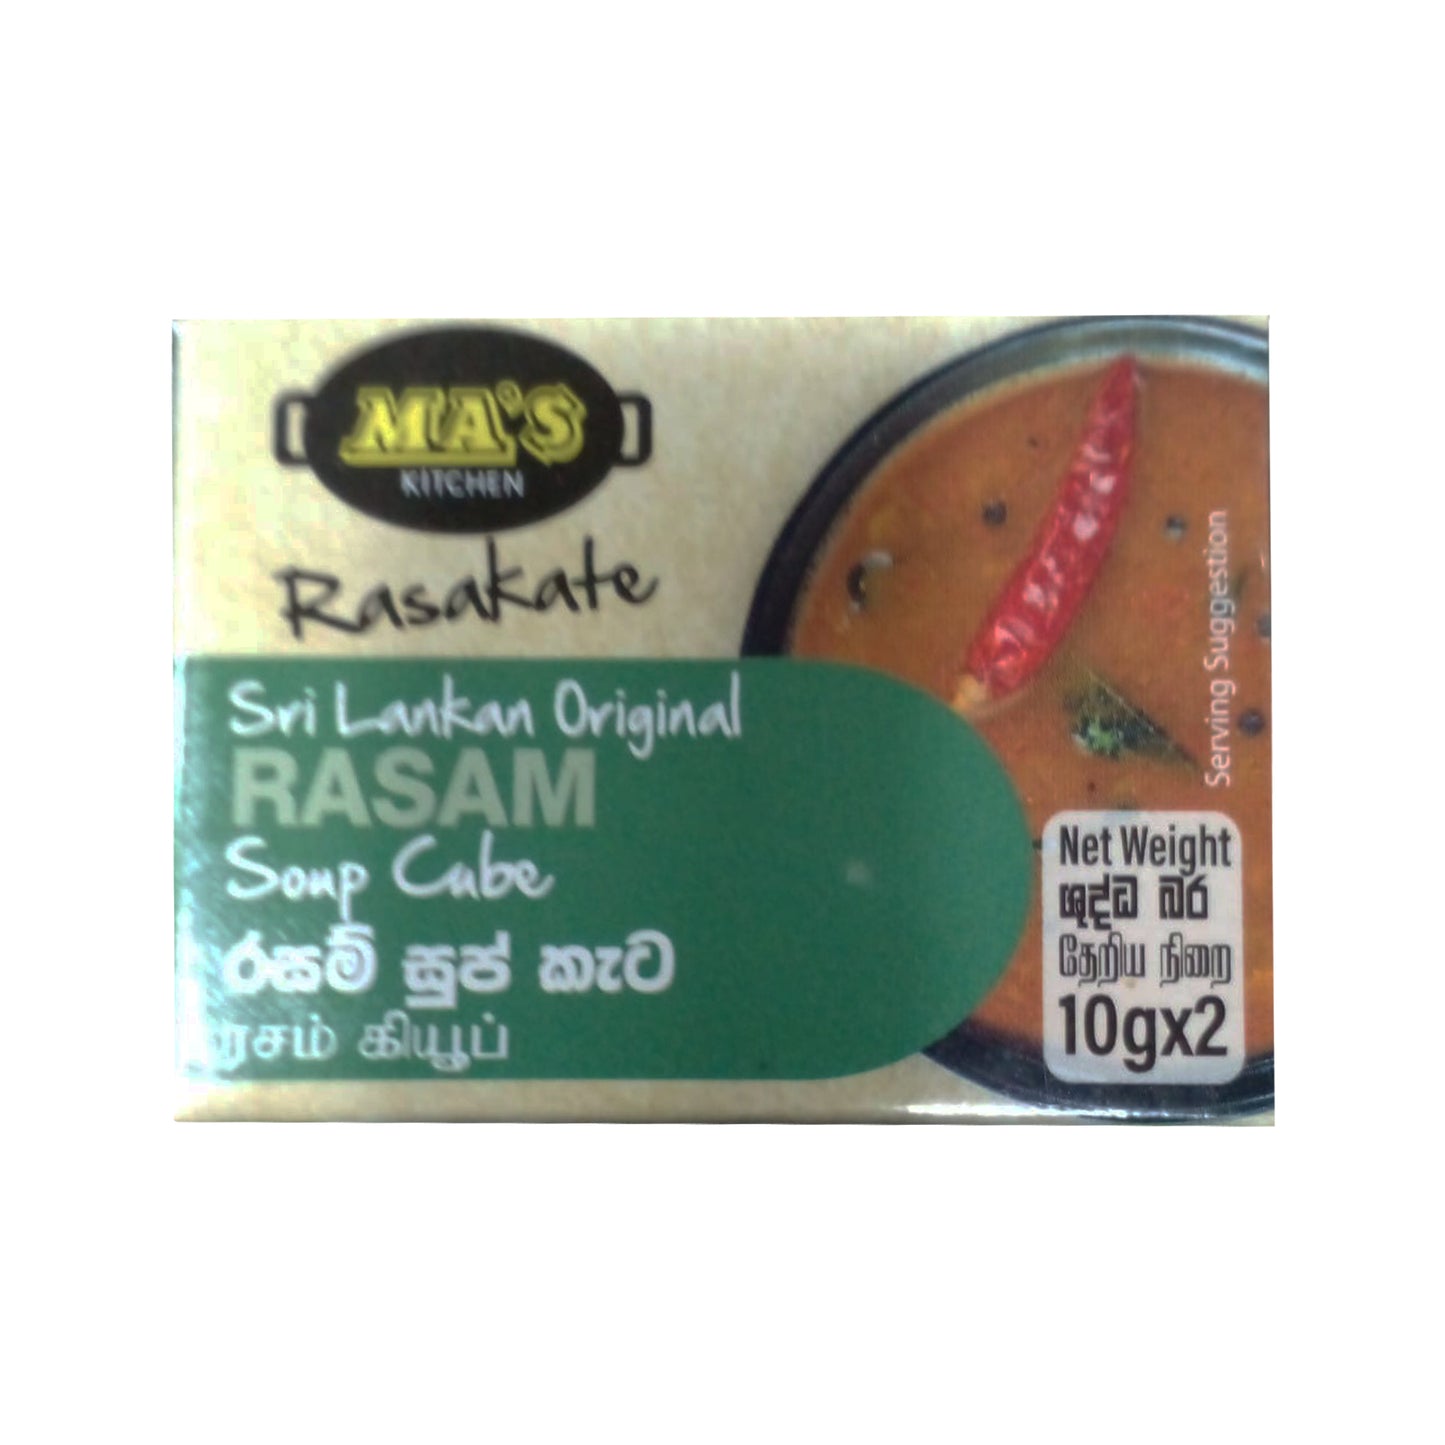 MA'S
KITCHEN
Rasakate
Sri Lankan Original
RASAM
Soup Cube
රසම් සුප් කැට
ரசம் கியூப்
Serving Suggestion
Net Weight
ශුද්ධ බර
தேறிய நிறை
10gx2